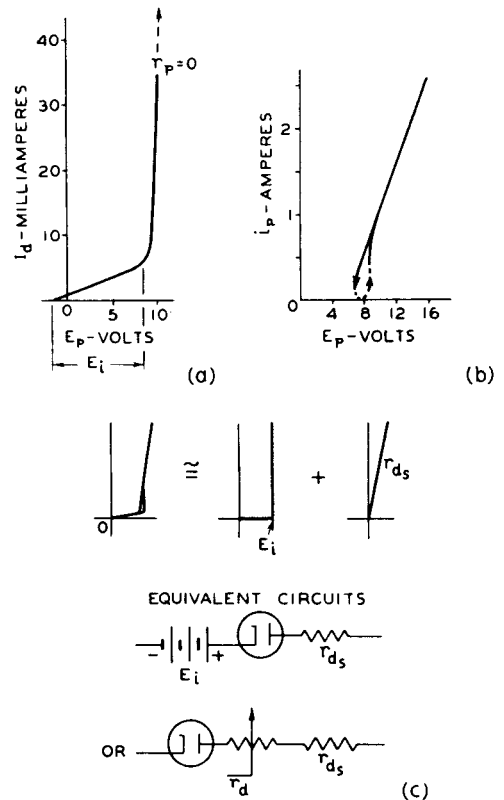 40
30
20
10
I_d-MILLIAMPERES
r_p=0
0 5 10
E_p-VOLTS
E_i
(a)
2
1
0
i_p-AMPERES
4 8 12 16
E_p-VOLTS
(b)
0
≅
E_i
+
r_ds
EQUIVALENT CIRCUITS
- +
E_i
r_ds
OR
r_d
r_ds
(c)